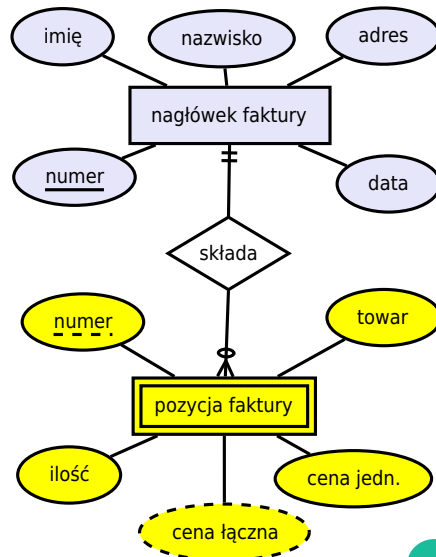 imię
nazwisko
adres
nagłówek faktury
numer
data
składa
numer
towar
pozycja faktury
ilość
cena jedn.
cena łączna